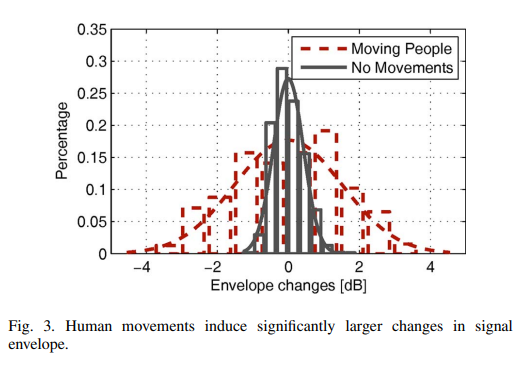 0.35
0.3
0.25
0.2
0.15
0.1
0.05
0
Percentage
Moving People
No Movements
−4 −2 0 2 4
Envelope changes [dB]
Fig. 3. Human movements induce significantly larger changes in signal
envelope.